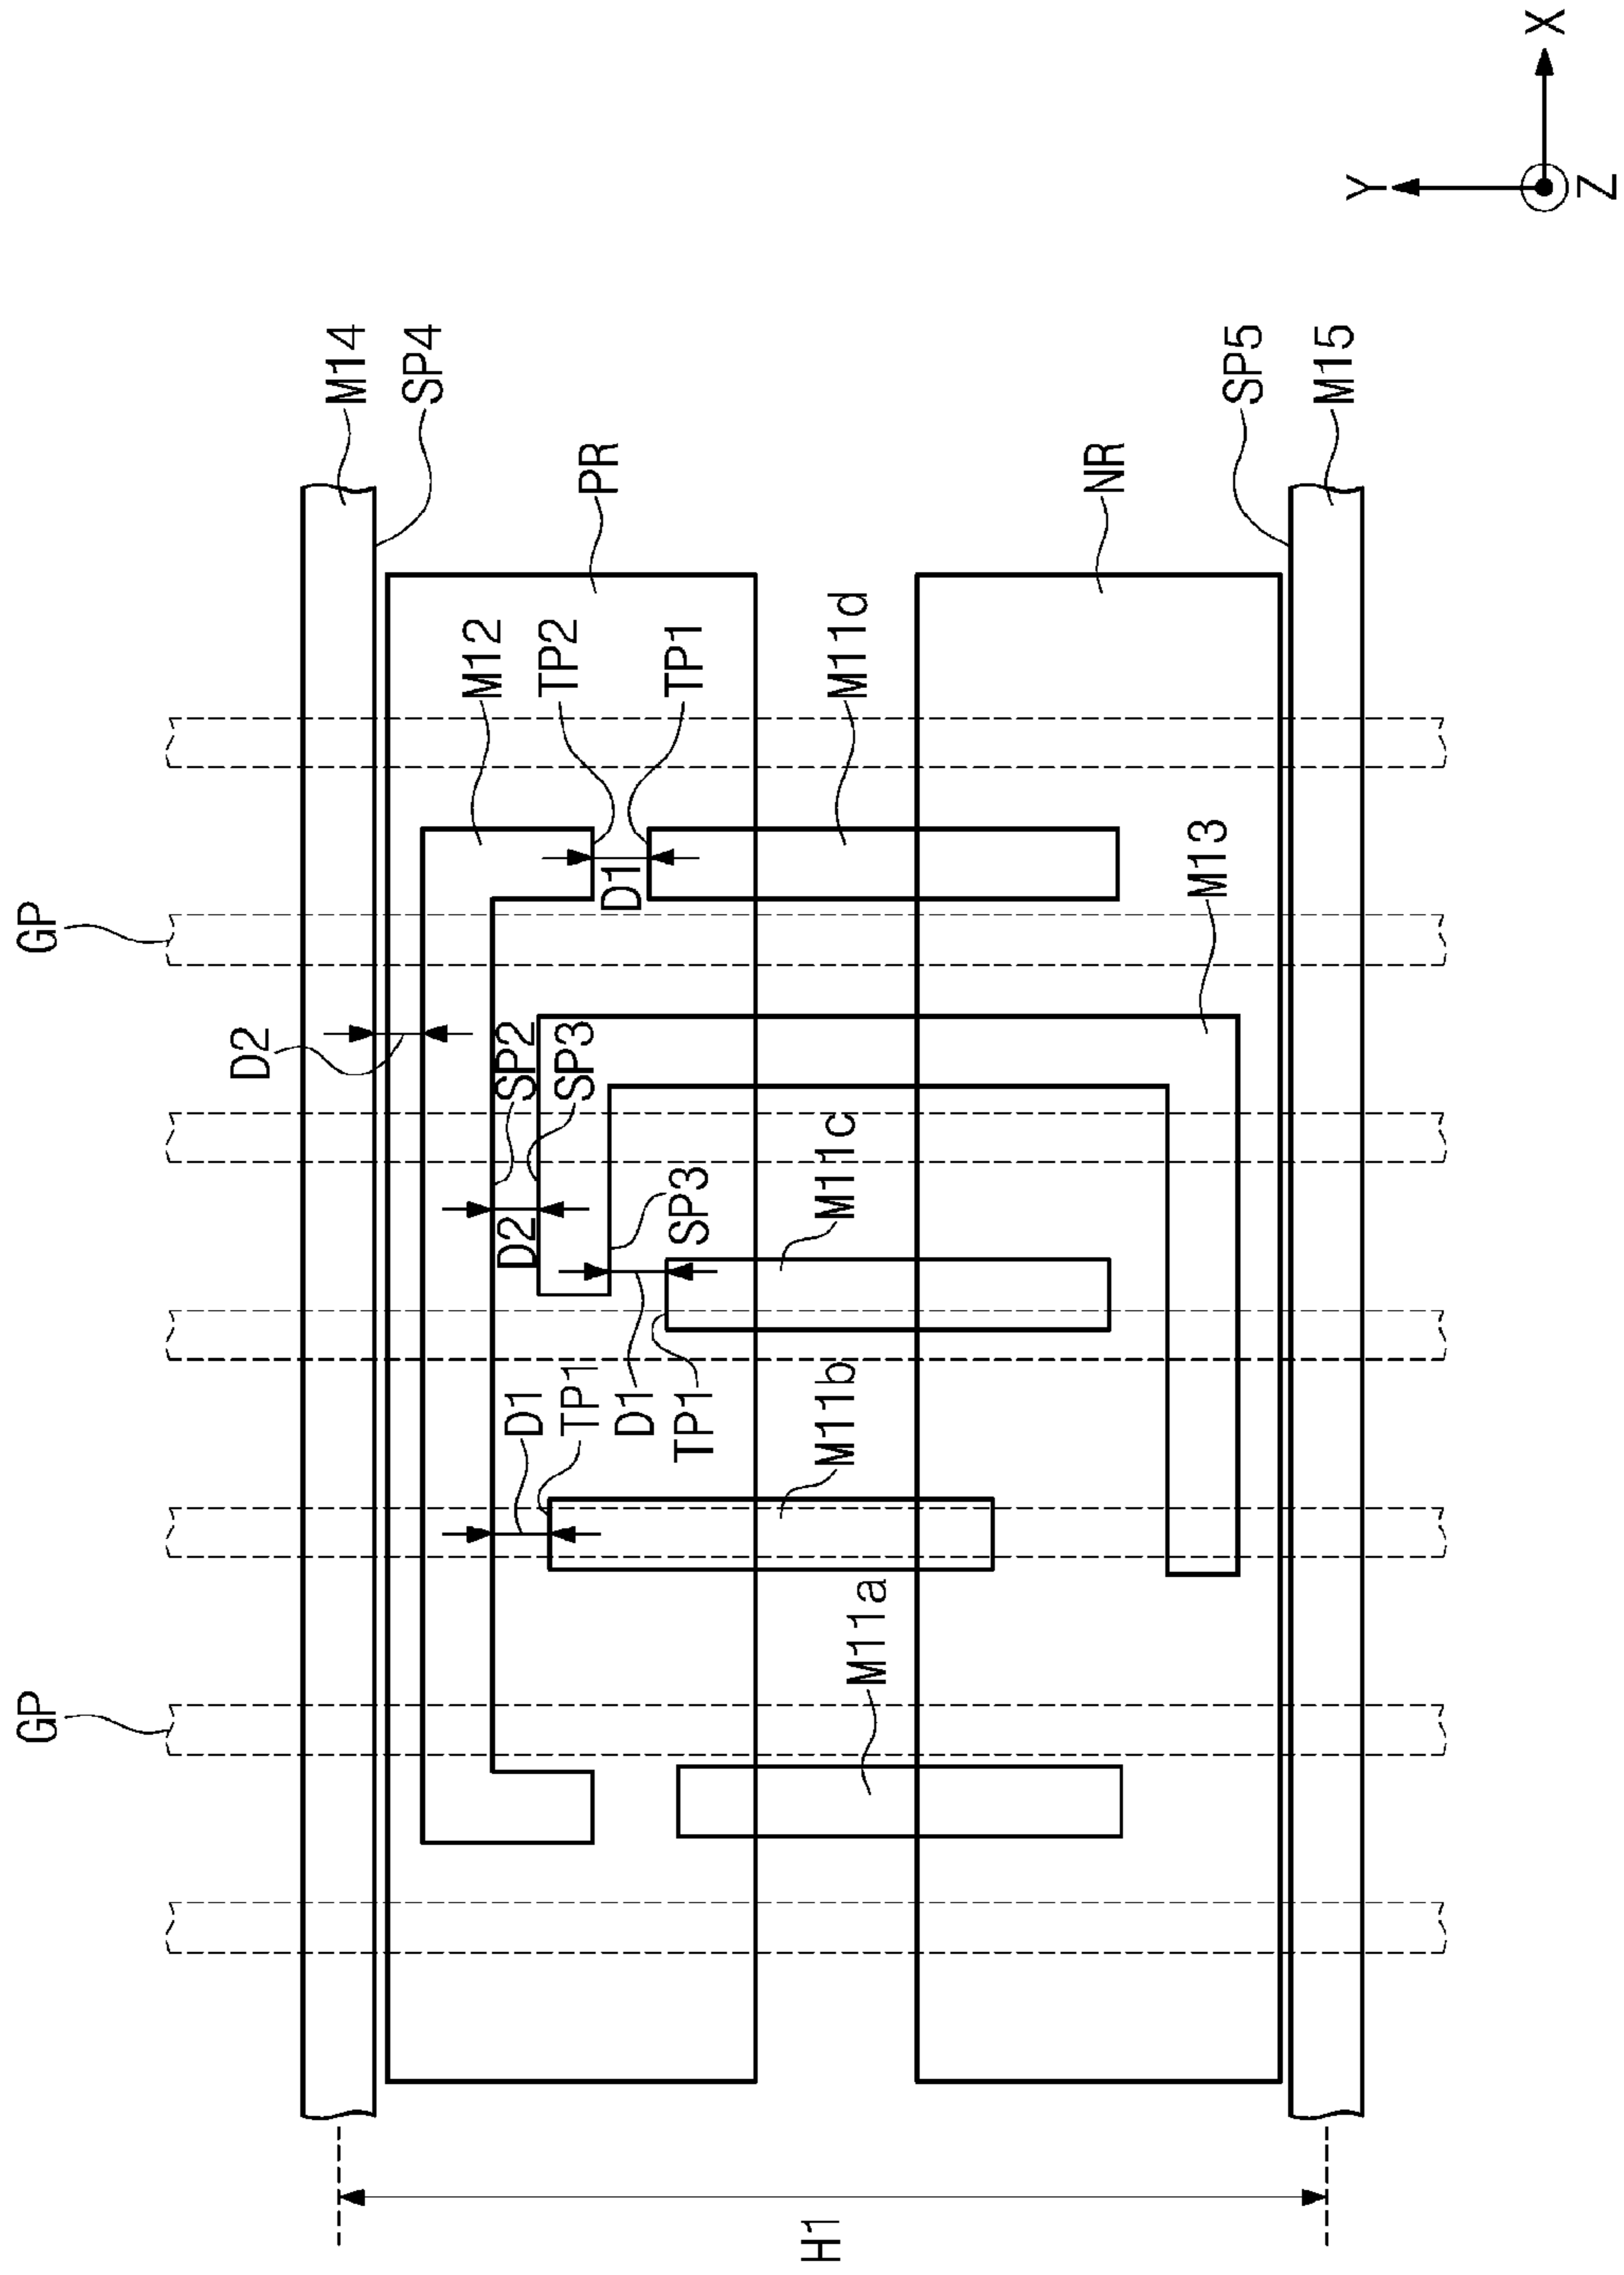 GP
GP
D2
M14
SP4
M12
D1
D2
SP2
TP2
TP1
SP3
PR
D1
D1
TP1
SP3
TP1
H1
M11a
M11b
M11c
M11d
NR
M13
SP5
M15
Y
X
Z